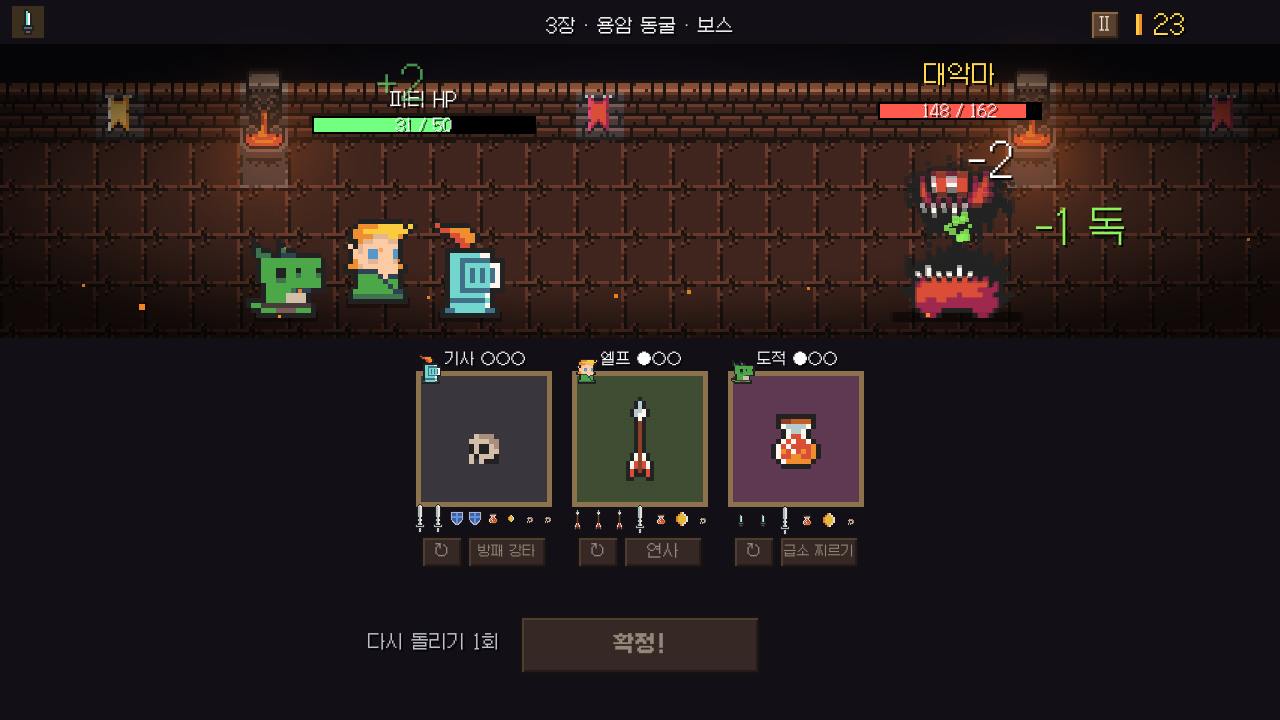 3장 · 용암 동굴 · 보스
II
23
+2
파티 HP
31 / 50
대악마
148 / 162
-2
-1 독
기사 ○○○
엘프 ●○○
도적 ●○○
↻ 방패 강타
↻ 연사
↻ 급소 찌르기
다시 돌리기 1회
확정!